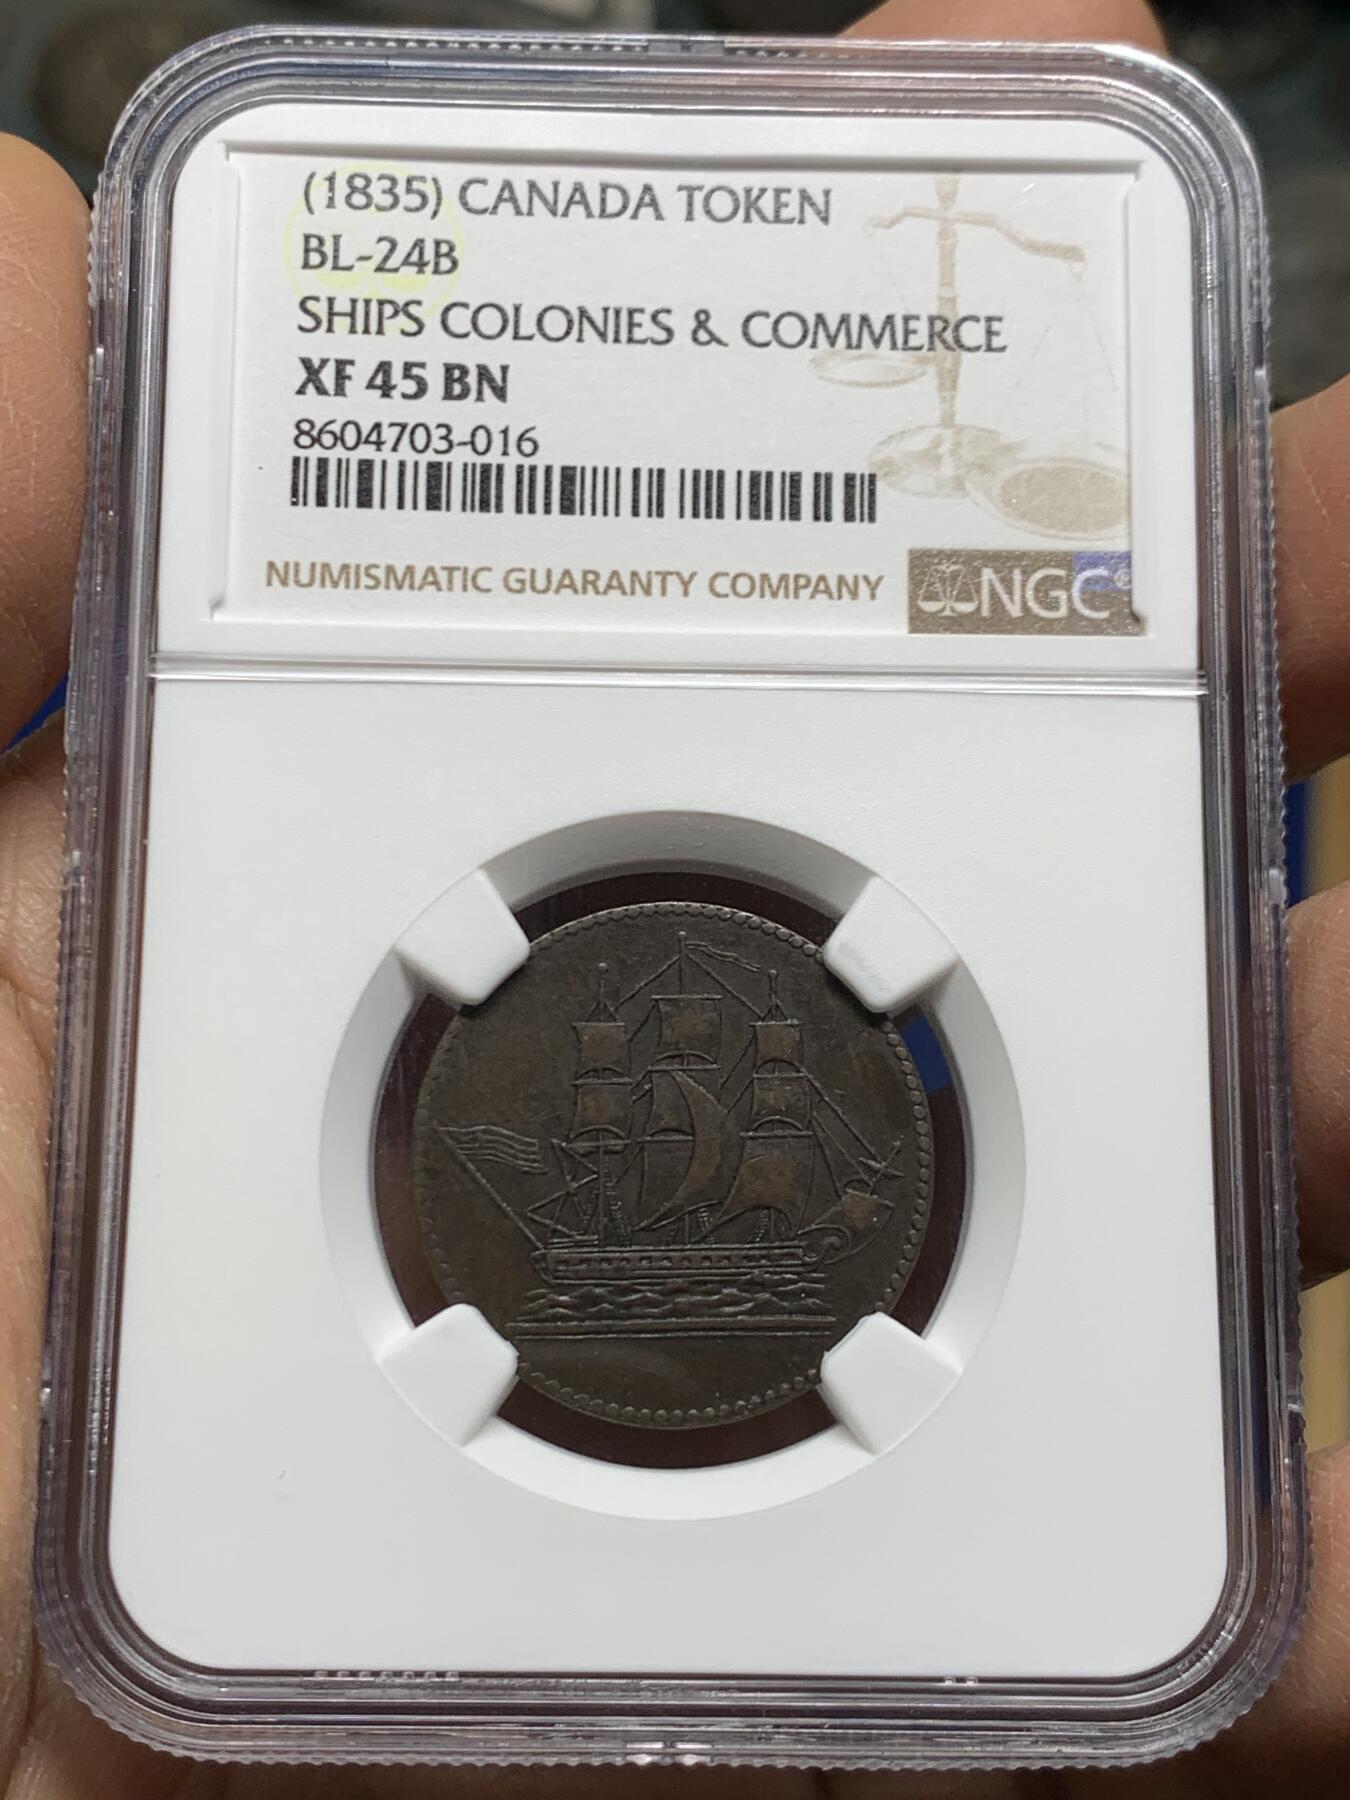 (1835) CANADA TOKEN
BL-24B
SHIPS COLONIES & COMMERCE
XF 45 BN
8604703-016
NUMISMATIC GUARANTY COMPANY
NGC®